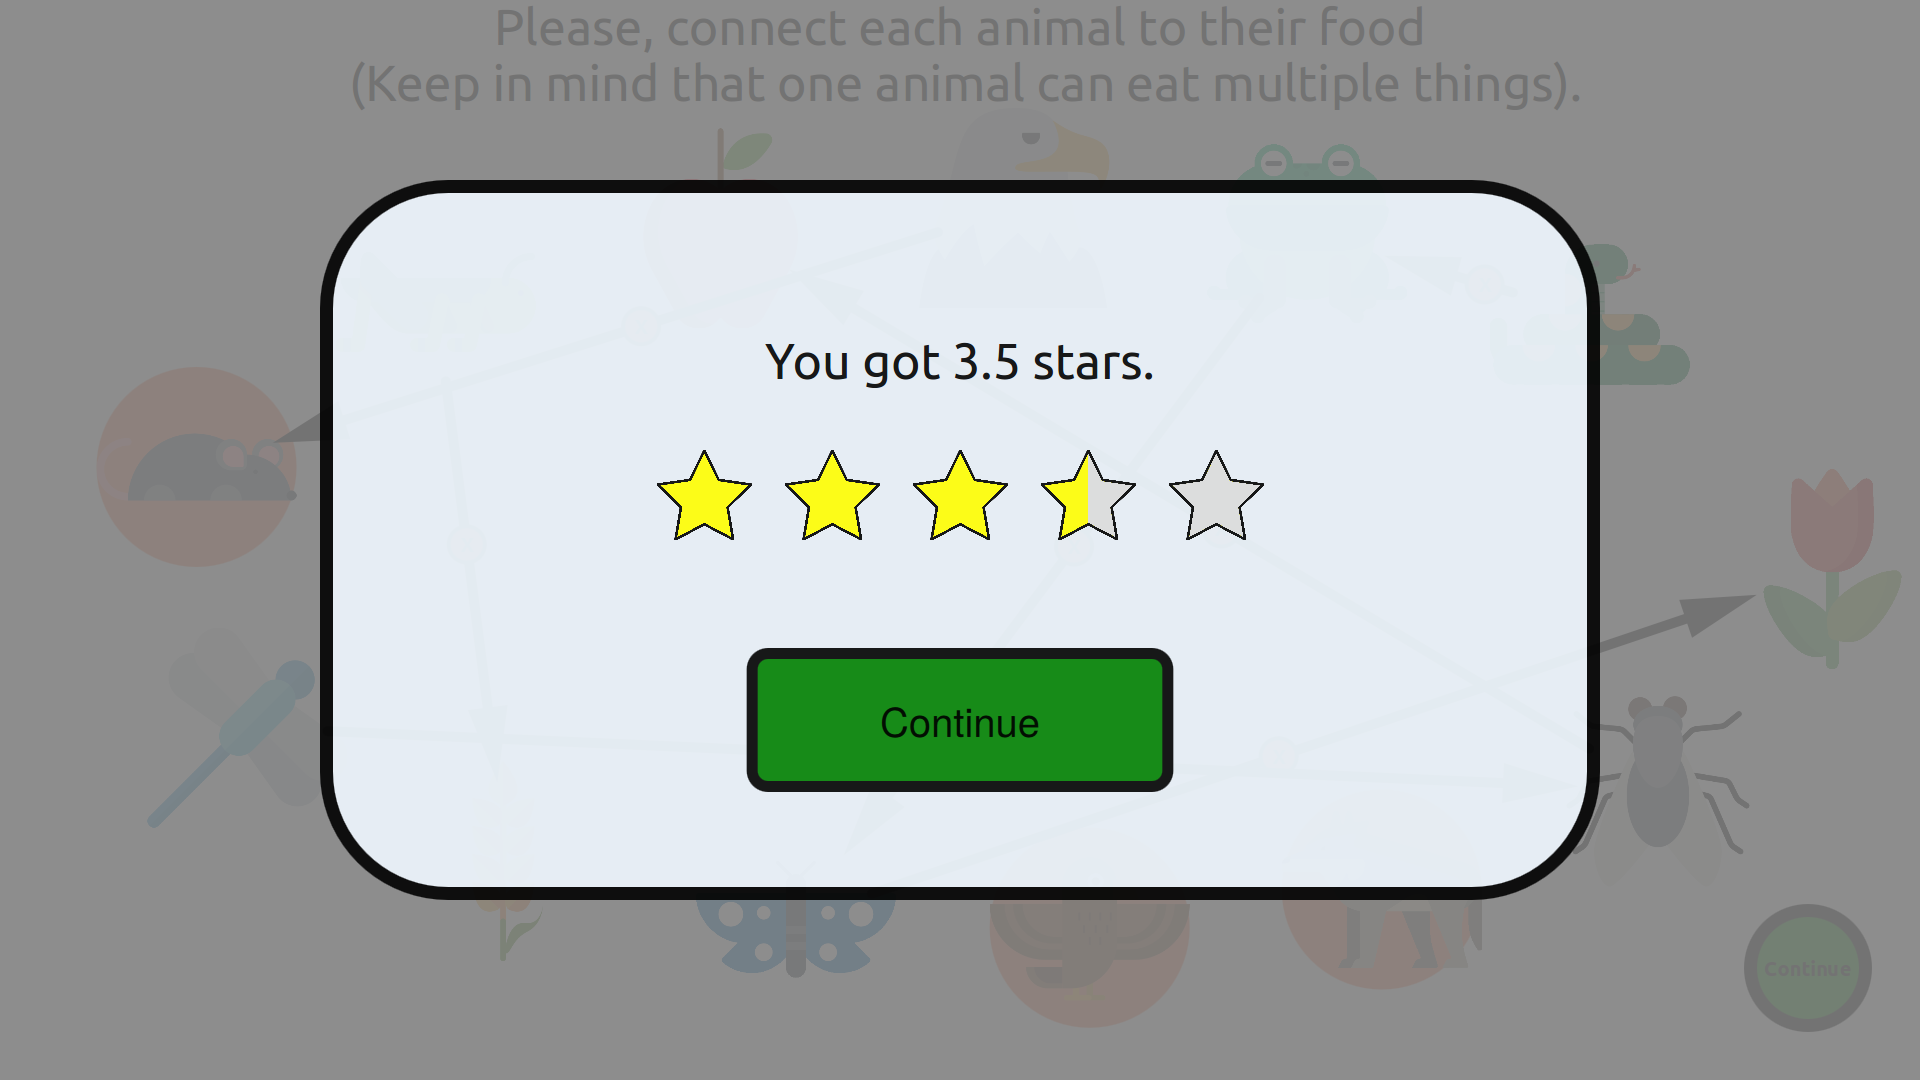 Please, connect each animal to their food
(Keep in mind that one animal can eat multiple things).
You got 3.5 stars.
Continue
Continue